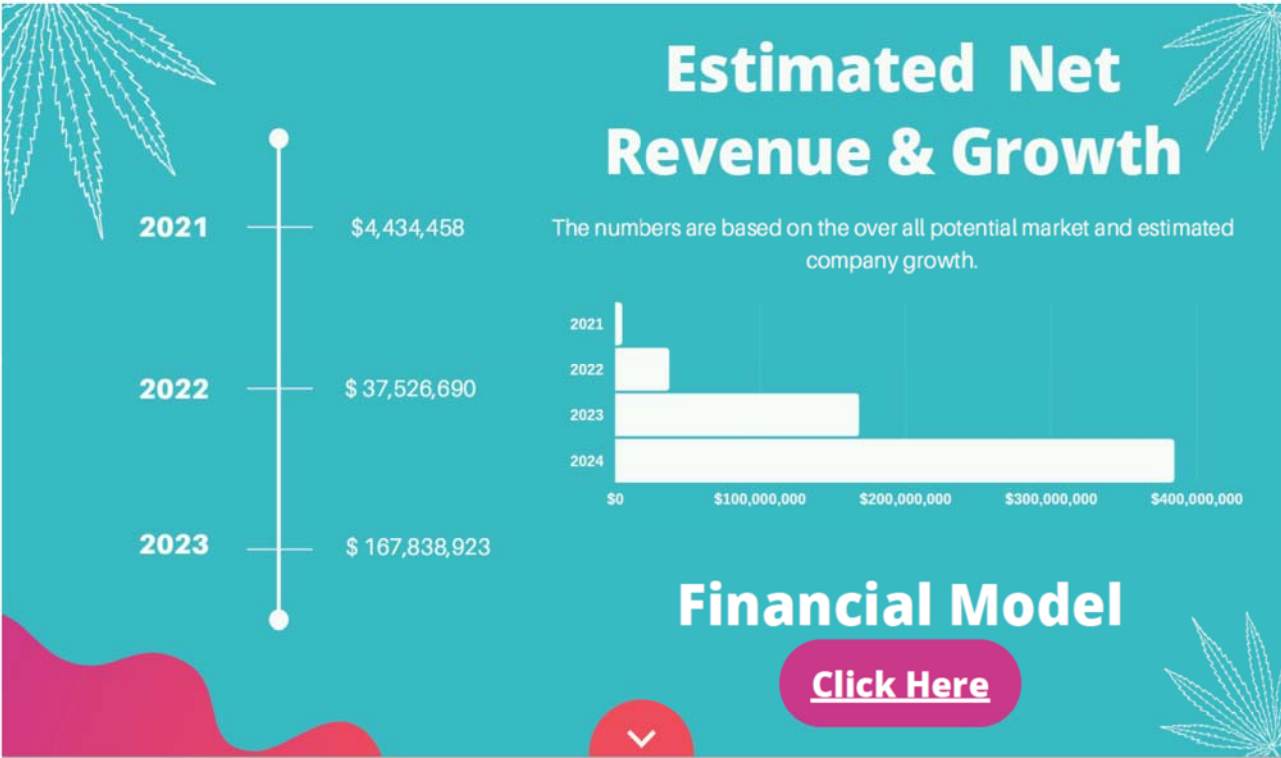 Estimated Net
Revenue & Growth
The numbers are based on the over all potential market and estimated
company growth.
2021 $4,434,458
2022 $ 37,526,690
2023 $ 167,838,923
2021
2022
2023
2024
$0 $100,000,000 $200,000,000 $300,000,000 $400,000,000
Financial Model
Click Here